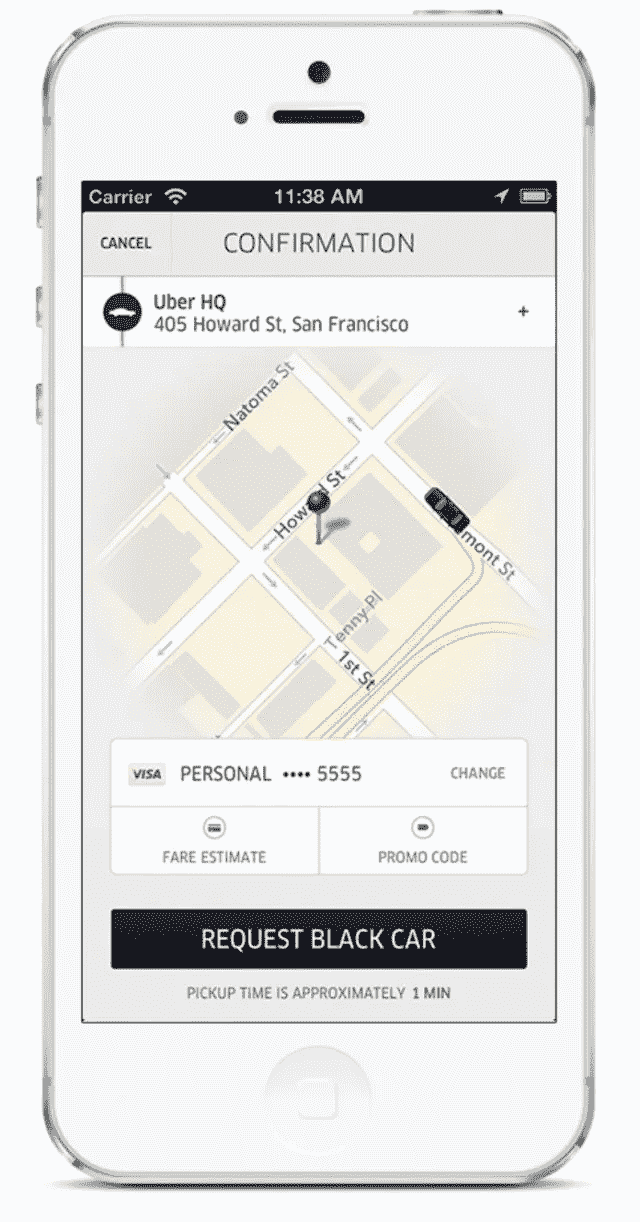 Carrier 11:38 AM
CANCEL CONFIRMATION
Uber HQ
405 Howard St, San Francisco +
Natoma St
Howard St
mont St
Tenny Pl
1st St
VISA PERSONAL •••• 5555 CHANGE
FARE ESTIMATE PROMO CODE
REQUEST BLACK CAR
PICKUP TIME IS APPROXIMATELY 1 MIN